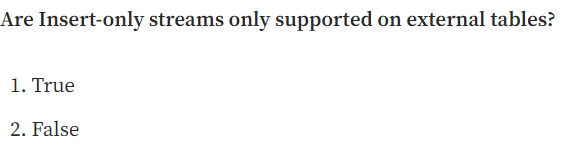 Are Insert-only streams only supported on external tables?
1. True
2. False